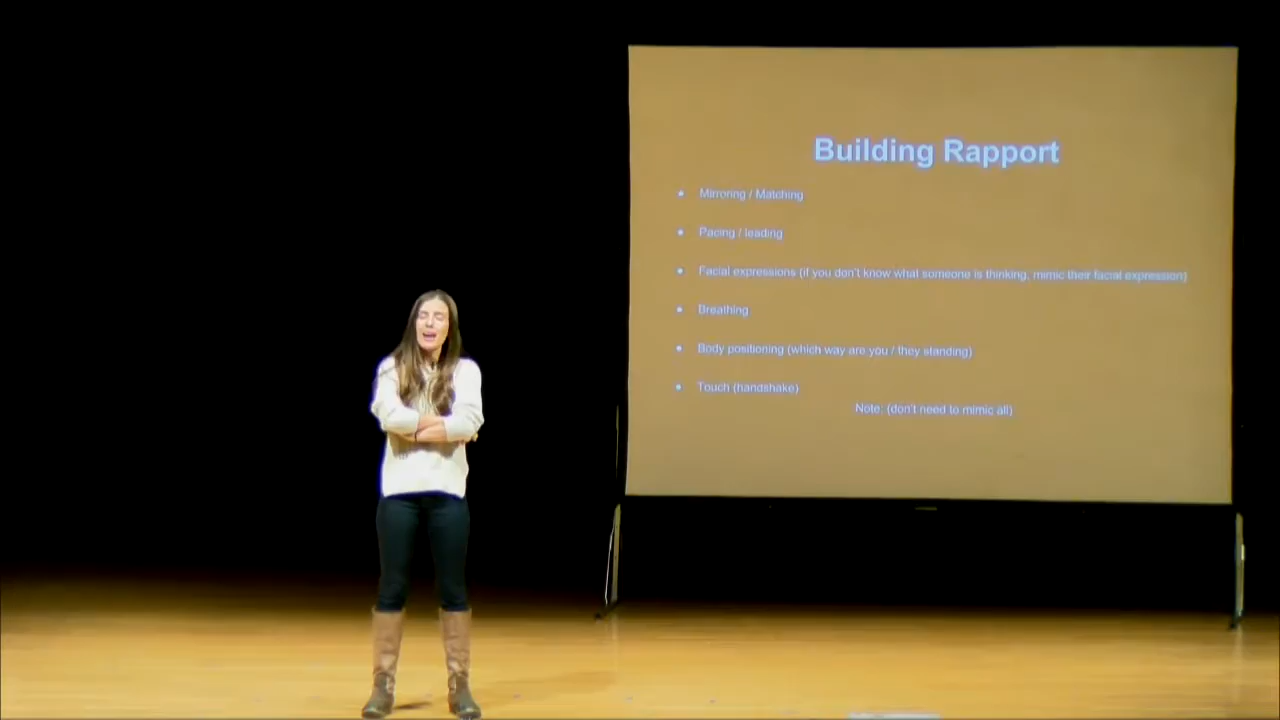 Building Rapport
Mirroring / Matching
Pacing / leading
Facial expressions (if you don't know what someone is thinking, mimic their facial expression)
Breathing
Body positioning (which way are you / they standing)
Touch (handshake)
Note: (don't need to mimic all)